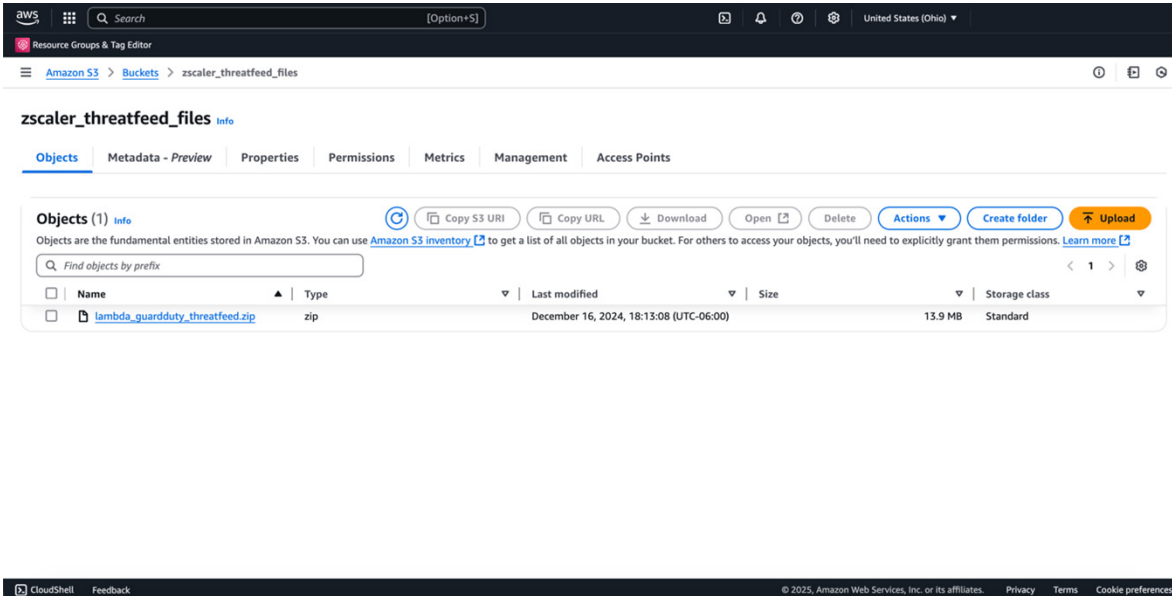 aws Search [Option+S] United States (Ohio)
Resource Groups & Tag Editor
Amazon S3 > Buckets > zscaler_threatfeed_files
zscaler_threatfeed_files Info
Objects Metadata - Preview Properties Permissions Metrics Management Access Points
Objects (1) Info Copy S3 URI Copy URL Download Open Delete Actions Create folder Upload
Objects are the fundamental entities stored in Amazon S3. You can use Amazon S3 inventory to get a list of all objects in your bucket. For others to access your objects, you'll need to explicitly grant them permissions. Learn more
Find objects by prefix 1
Name Type Last modified Size Storage class
lambda_guardduty_threatfeed.zip zip December 16, 2024, 18:13:08 (UTC-06:00) 13.9 MB Standard
CloudShell Feedback © 2025, Amazon Web Services, Inc. or its affiliates. Privacy Terms Cookie preferences